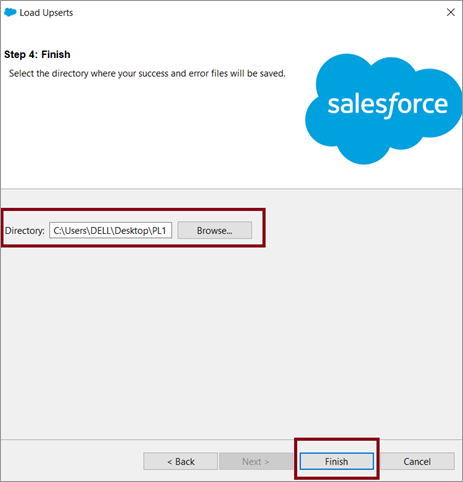 Load Upserts
Step 4: Finish
Select the directory where your success and error files will be saved.
salesforce
Directory: C:\Users\DELL\Desktop\PL1 Browse...
< Back Next > Finish Cancel